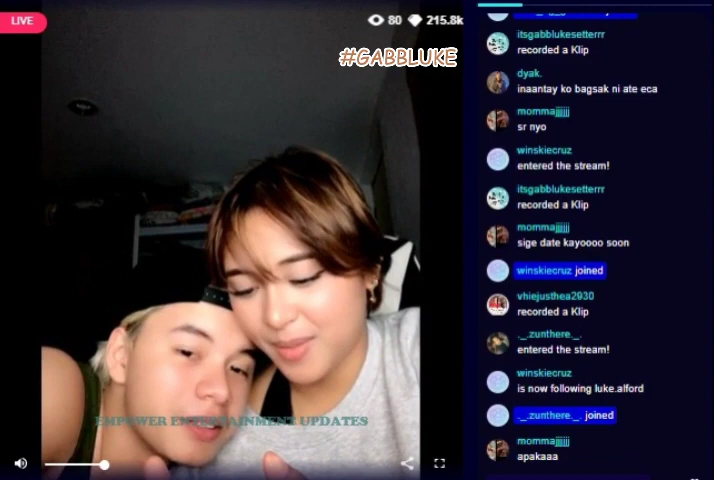 LIVE
80 215.8k
#GABBLUKE
EMPOWER ENTERTAINMENT UPDATES
itsgabblukesetterrr
recorded a Klip
dyak.
inaantay ko bagsak ni ate eca
mommajjjjjj
sr nyo
winskiecruz
entered the stream!
itsgabblukesetterrr
recorded a Klip
mommajjjjjj
sige date kayoooo soon
winskiecruz joined
vhiejusthea2930
recorded a Klip
._.zunthere._.
entered the stream!
winskiecruz
is now following luke.alford
._.zunthere._. joined
mommajjjjjj
apakaaa